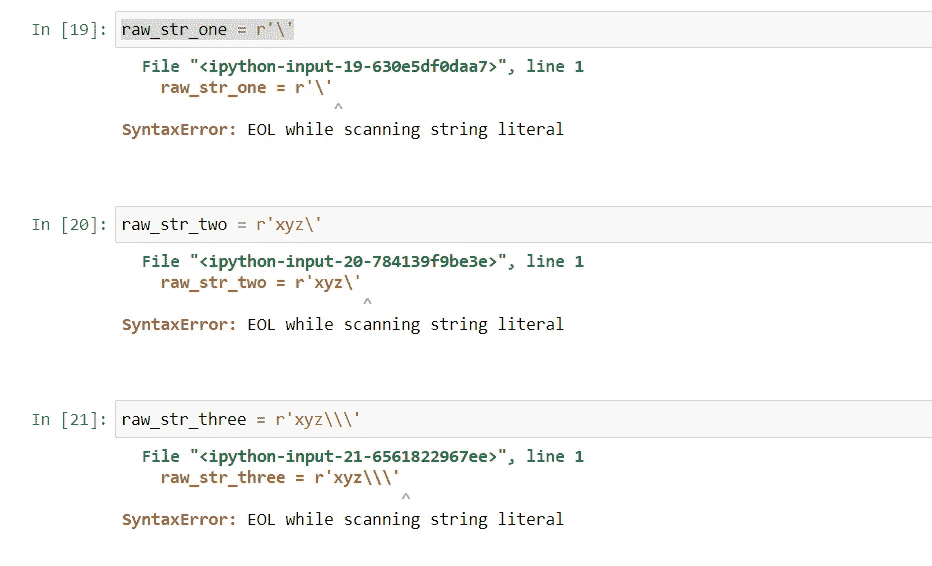 In [19]: raw_str_one = r'\'
File "<ipython-input-19-630e5df0daa7>", line 1
raw_str_one = r'\'
^
SyntaxError: EOL while scanning string literal
In [20]: raw_str_two = r'xyz\'
File "<ipython-input-20-784139f9be3e>", line 1
raw_str_two = r'xyz\'
^
SyntaxError: EOL while scanning string literal
In [21]: raw_str_three = r'xyz\\\'
File "<ipython-input-21-6561822967ee>", line 1
raw_str_three = r'xyz\\\'
^
SyntaxError: EOL while scanning string literal